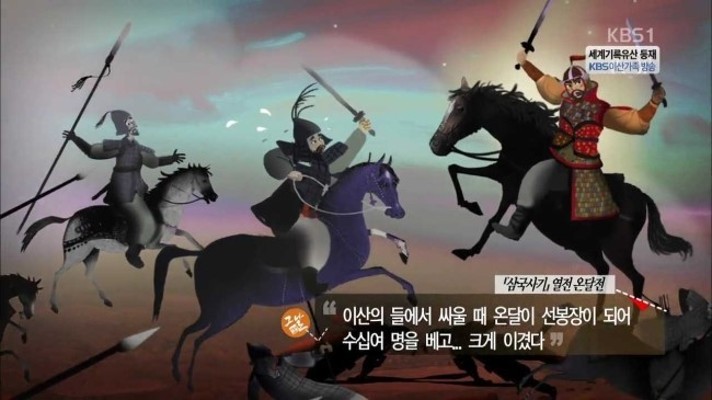 KBS1
세계기록유산 등재
KBS이산가족 방송
「삼국사기」 열전 온달전
"이산의 들에서 싸울 때 온달이 선봉장이 되어
수십여 명을 베고... 크게 이겼다"